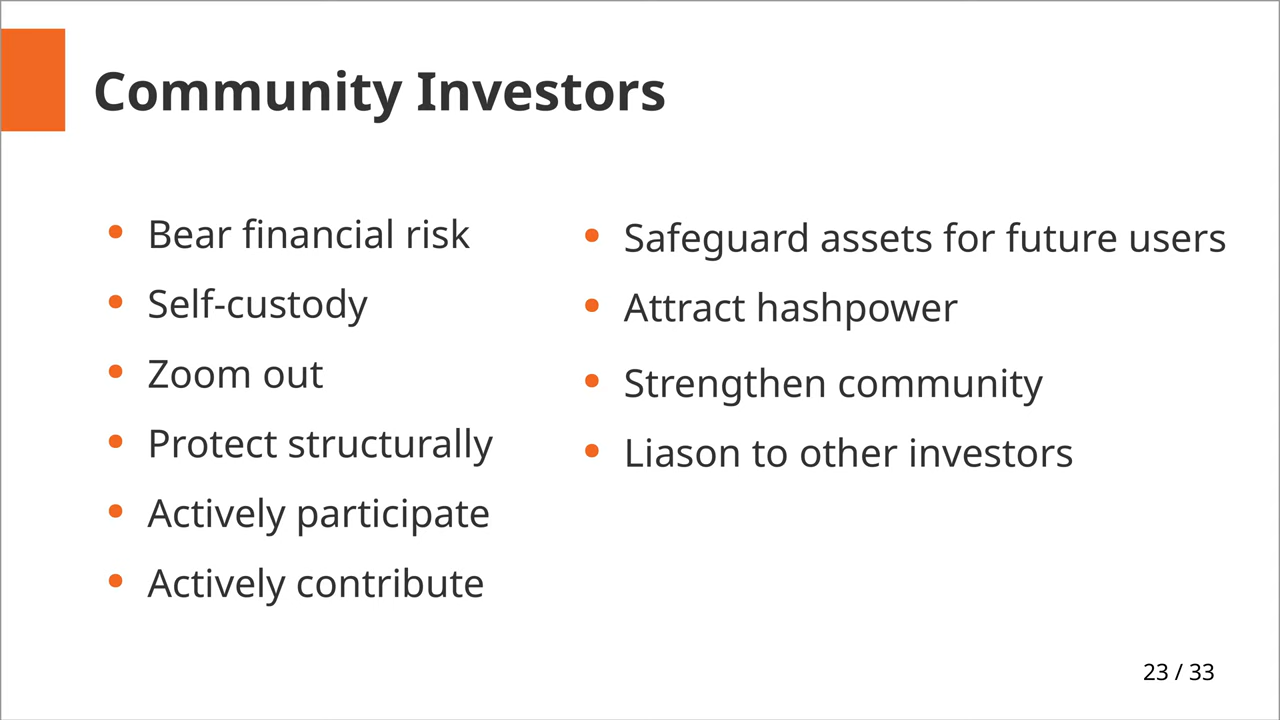 Community Investors
• Bear financial risk
• Self-custody
• Zoom out
• Protect structurally
• Actively participate
• Actively contribute
• Safeguard assets for future users
• Attract hashpower
• Strengthen community
• Liason to other investors
23 / 33